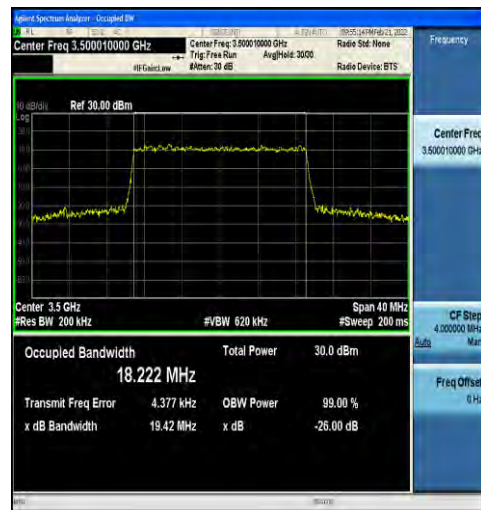 Agilent Spectrum Analyzer - Occupied BW
Center Freq 3.500010000 GHz
Center Freq: 3.500010000 GHz
Radio Std: None
Trig: Free Run
Avg|Hold: 30/30
#IFGain:Low
#Atten: 30 dB
Radio Device: BTS
10 dB/div
Ref 30.00 dBm
Log
Center 3.5 GHz
Span 40 MHz
#Res BW 200 kHz
#VBW 620 kHz
#Sweep 200 ms
Occupied Bandwidth
Total Power
30.0 dBm
18.222 MHz
Transmit Freq Error
4.377 kHz
OBW Power
99.00 %
x dB Bandwidth
19.42 MHz
x dB
-26.00 dB
Frequency
Center Freq
3.500010000 GHz
CF Step
4.000000 MHz
Auto
Man
Freq Offset
0 Hz